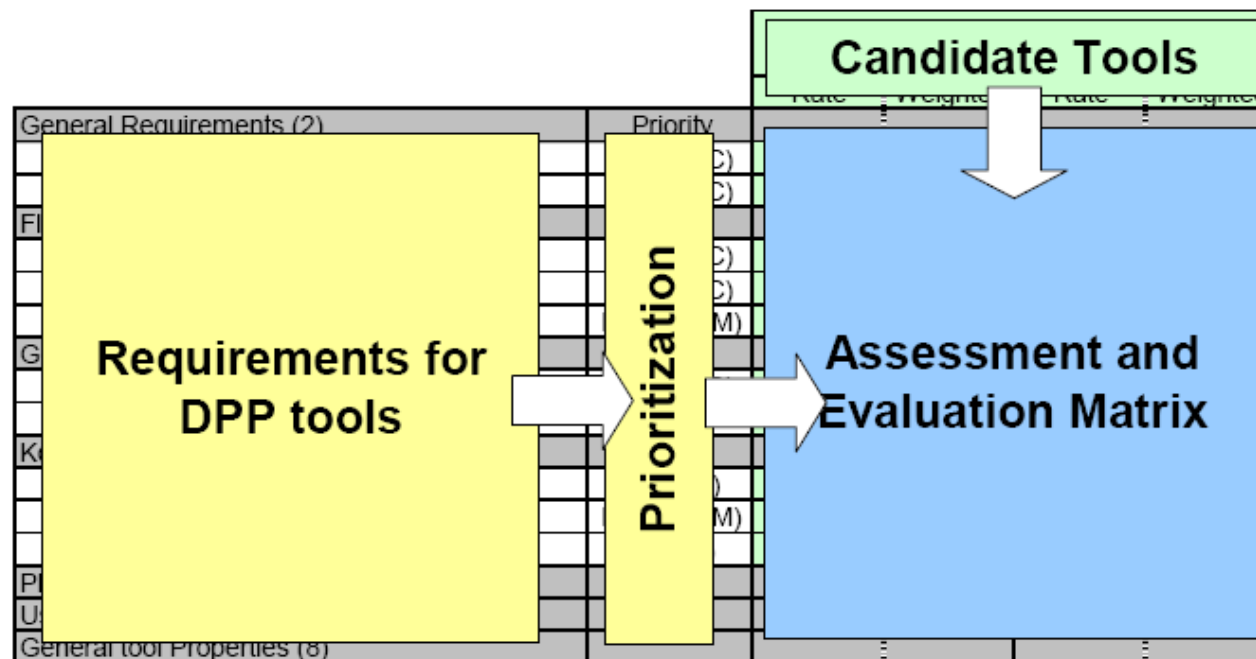 Candidate Tools
General Requirements (2)
Priority
Requirements for
DPP tools
Prioritization
Assessment and
Evaluation Matrix
General tool Properties (8)